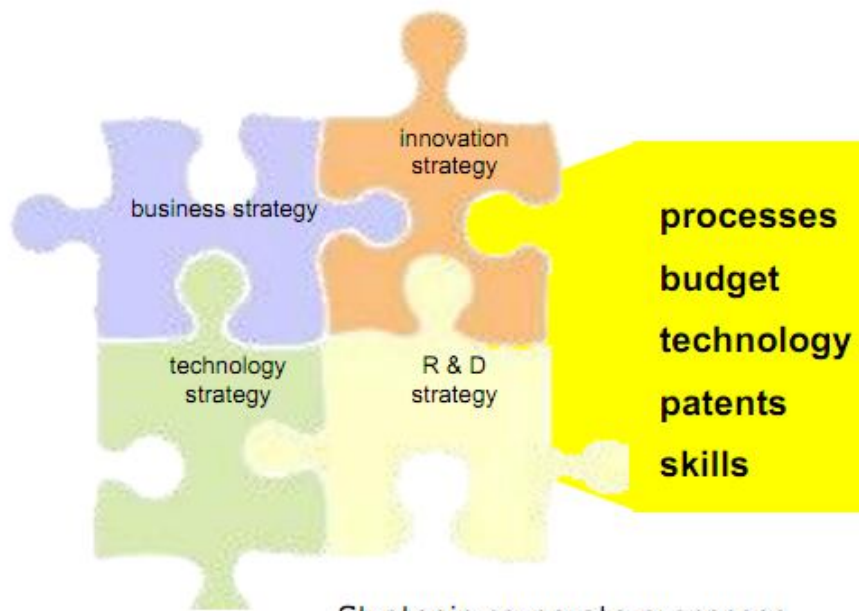 innovation
strategy
business strategy
processes
budget
technology
patents
skills
technology
strategy
R & D
strategy